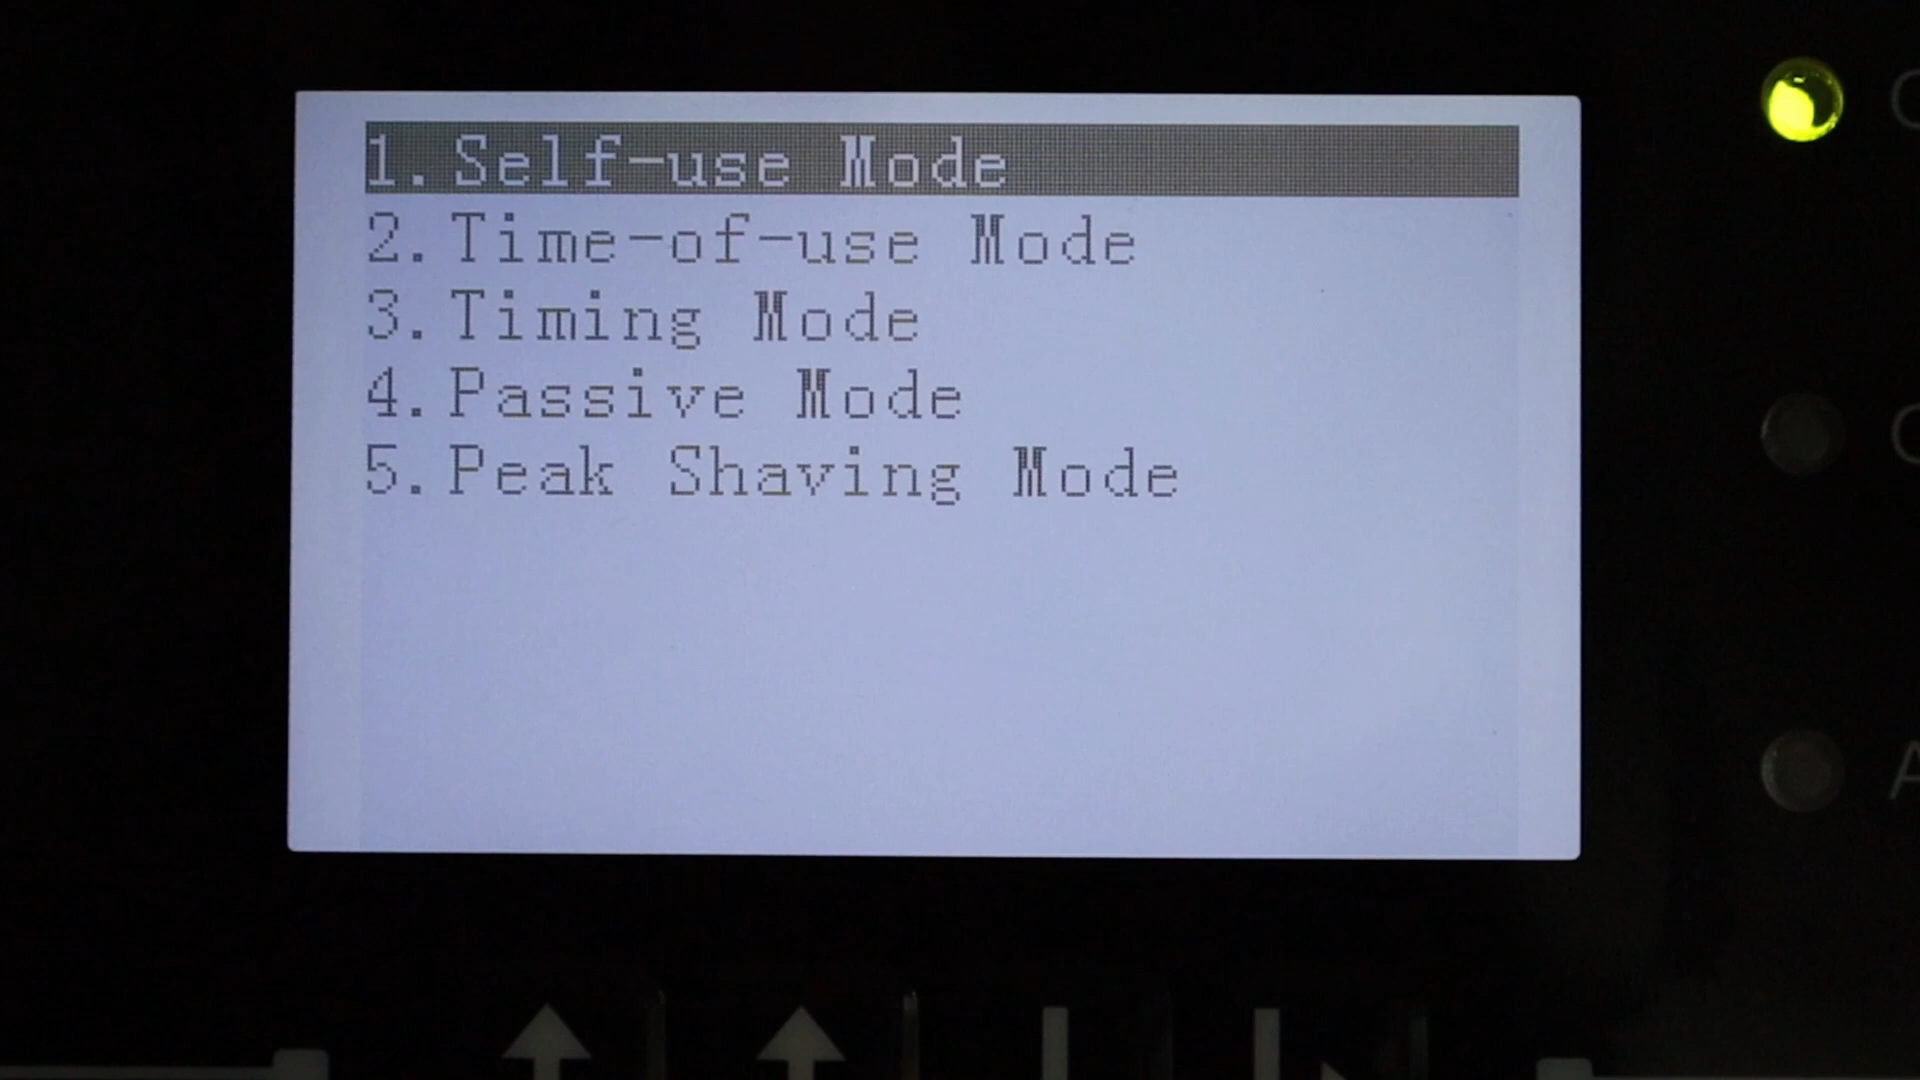 1.Self-use Mode
2.Time-of-use Mode
3.Timing Mode
4.Passive Mode
5.Peak Shaving Mode